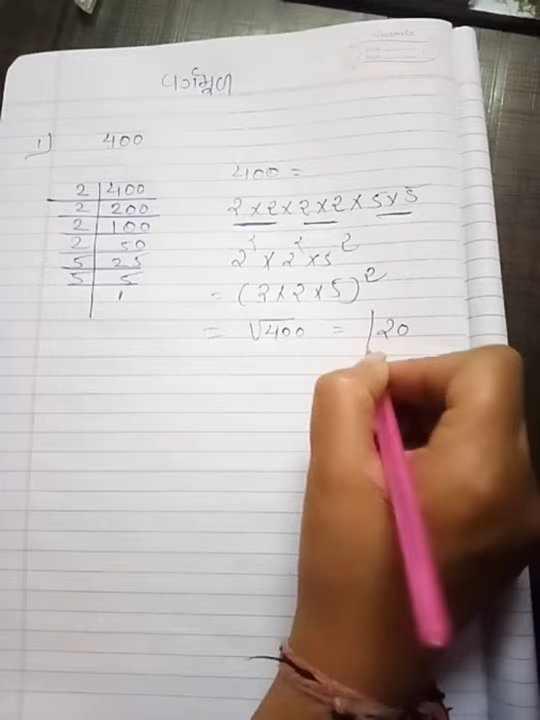 વર્ગમૂળ
1) 400
2 400
2 200
2 100
2 50
5 25
5 5
1
400 =
2 × 2 × 2 × 2 × 5 × 5
2² × 2² × 5²
= (2 × 2 × 5)²
= √400 = 20